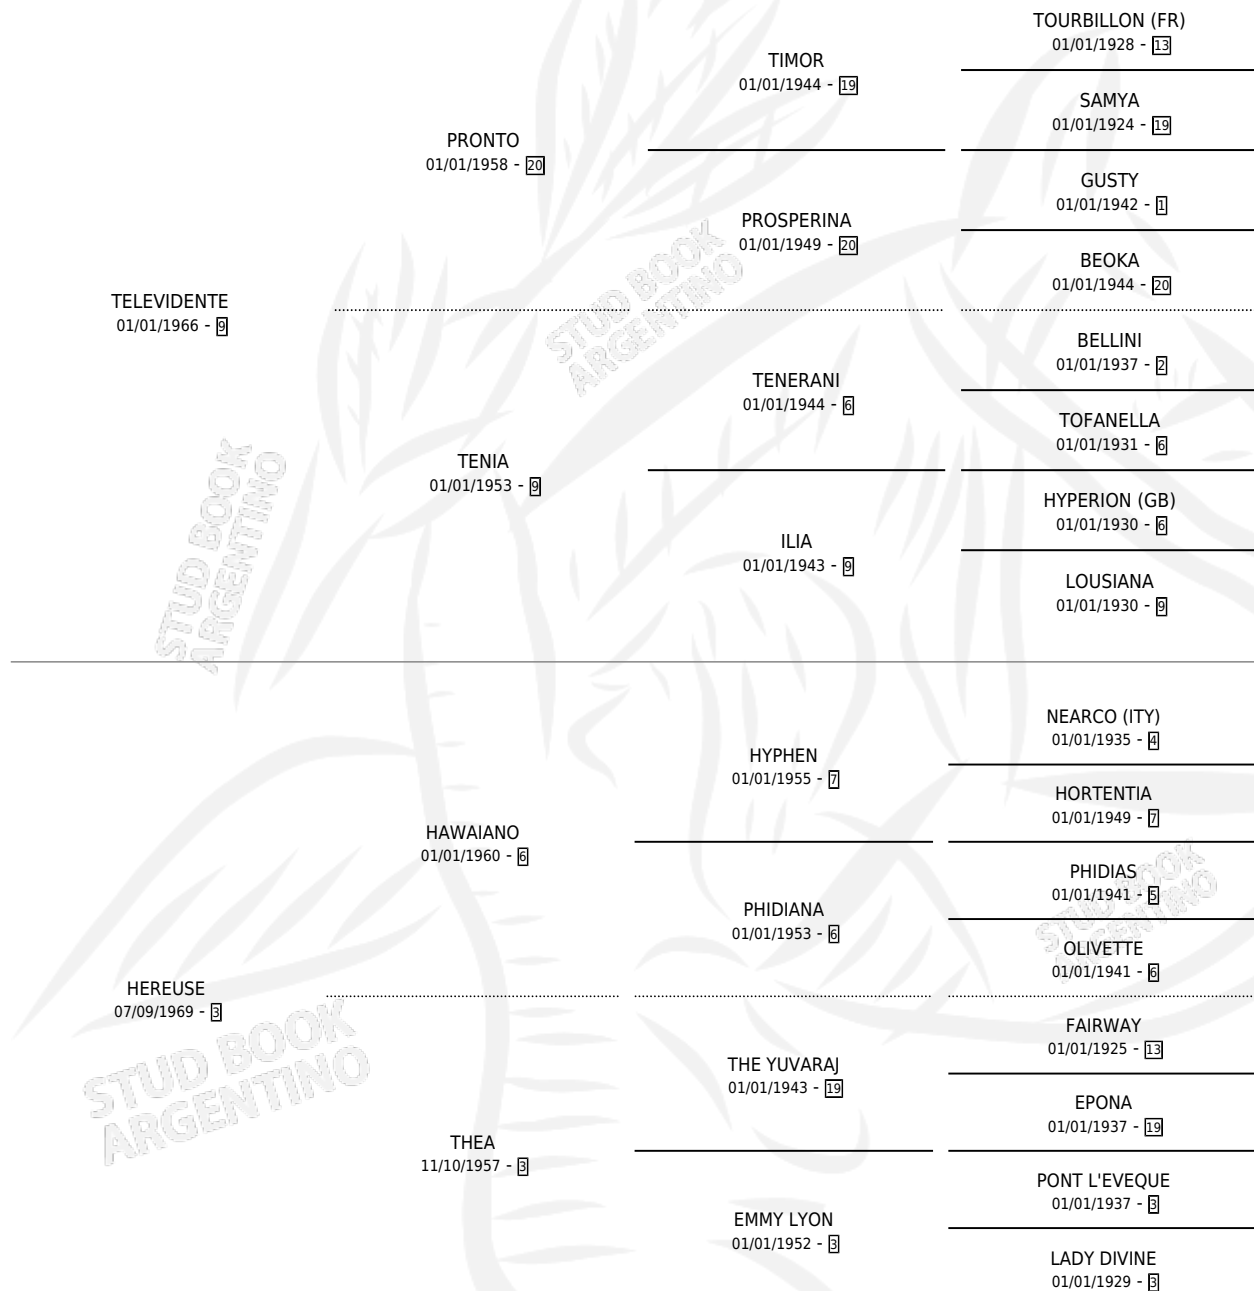 TOURBILLON (FR)
01/01/1928 - 13
TIMOR
01/01/1944 - 19
SAMYA
01/01/1924 - 19
PRONTO
01/01/1958 - 20
GUSTY
01/01/1942 - 1
PROSPERINA
01/01/1949 - 20
BEOKA
01/01/1944 - 20
TELEVIDENTE
01/01/1966 - 9
STUD BOOK
ARGENTINO
BELLINI
01/01/1937 - 2
TENERANI
01/01/1944 - 6
TOFANELLA
01/01/1931 - 6
TENIA
01/01/1953 - 9
HYPERION (GB)
01/01/1930 - 6
ILIA
01/01/1943 - 9
LOUSIANA
01/01/1930 - 9
STUD BOOK
ARGENTINO
NEARCO (ITY)
01/01/1935 - 4
HYPHEN
01/01/1955 - 7
HORTENTIA
01/01/1949 - 7
HAWAIANO
01/01/1960 - 6
PHIDIAS
01/01/1941 - 5
PHIDIANA
01/01/1953 - 6
OLIVETTE
01/01/1941 - 6
STUD BOOK
ARGENTINO
HEREUSE
07/09/1969 - 3
FAIRWAY
01/01/1925 - 13
THE YUVARAJ
01/01/1943 - 19
EPONA
01/01/1937 - 19
STUD BOOK
ARGENTINO
THEA
11/10/1957 - 3
PONT L'EVEQUE
01/01/1937 - 3
EMMY LYON
01/01/1952 - 3
LADY DIVINE
01/01/1929 - 3